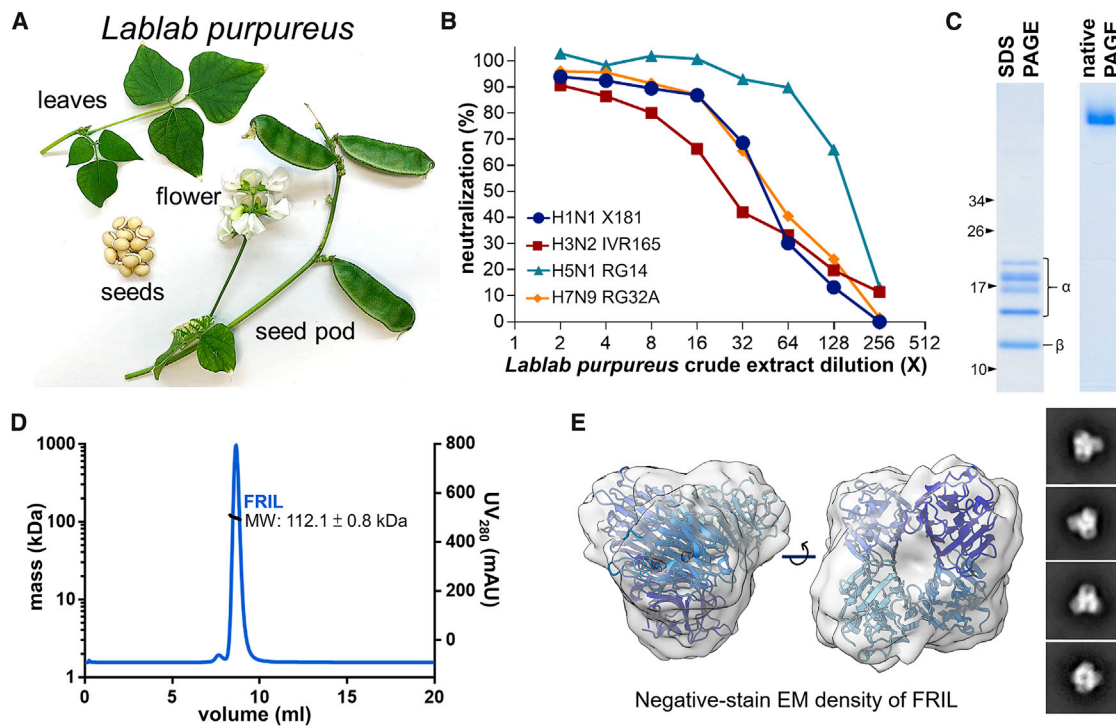 A
Lablab purpureus
leaves
flower
seeds
seed pod
B
neutralization (%)
100
90
80
70
60
50
40
30
20
10
0
H1N1 X181
H3N2 IVR165
H5N1 RG14
H7N9 RG32A
1 2 4 8 16 32 64 128 256 512
Lablab purpureus crude extract dilution (X)
C
SDS
PAGE
native
PAGE
34
26
17
10
α
β
D
mass (kDa)
1000
100
10
1
FRIL
MW: 112.1 ± 0.8 kDa
800
600
400
200
0
UV280 (mAU)
0 5 10 15 20
volume (ml)
E
Negative-stain EM density of FRIL